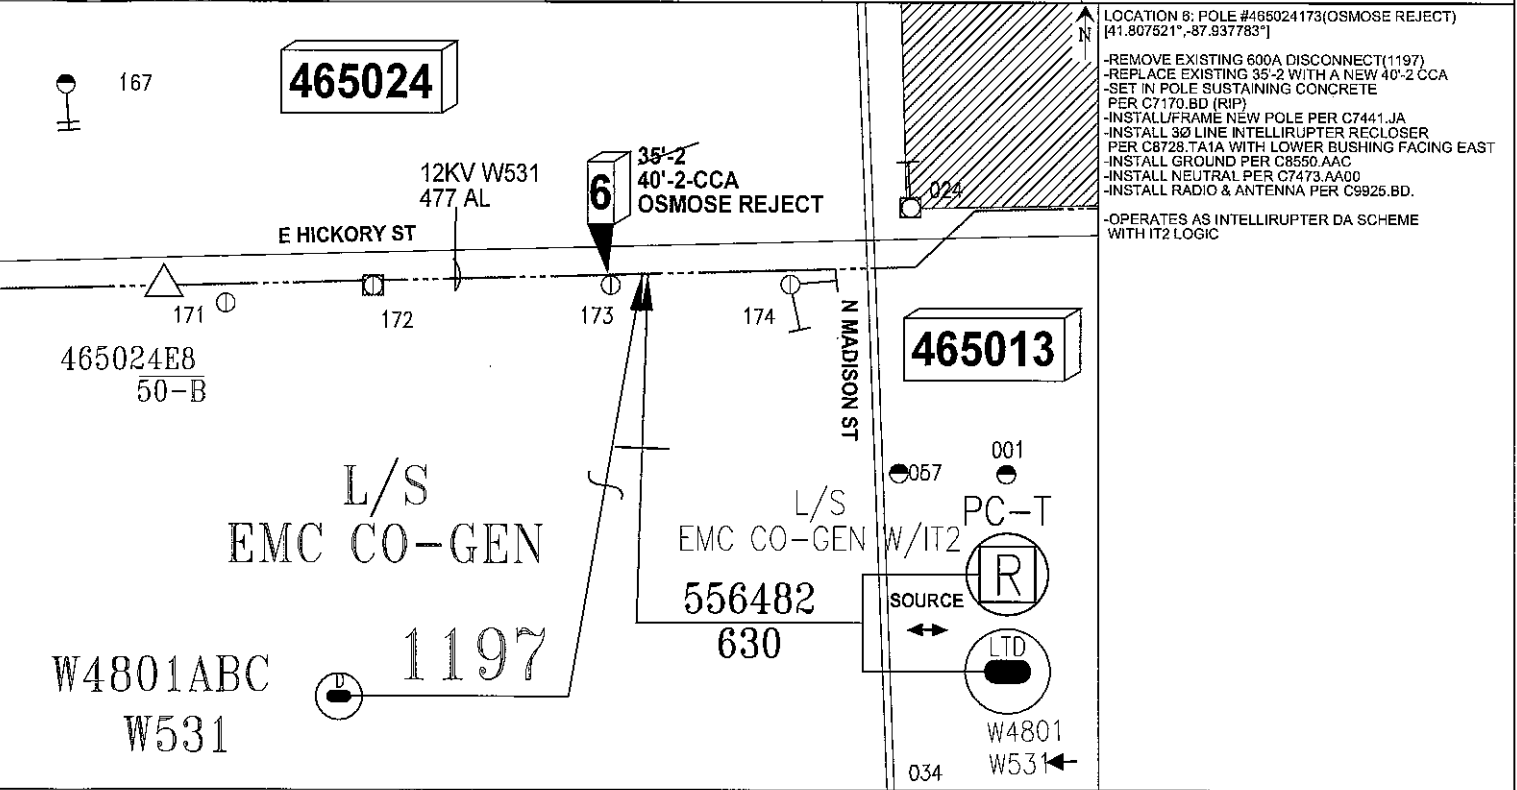 LOCATION 6: POLE #465024173(OSMOSE REJECT)
[41.807521°,-87.937783°]
-REMOVE EXISTING 600A DISCONNECT(1197)
-REPLACE EXISTING 35'-2 WITH A NEW 40'-2 CCA
-SET IN POLE SUSTAINING CONCRETE
PER C7170.BD (RIP)
-INSTALL/FRAME NEW POLE PER C7441.JA
-INSTALL 3Ø LINE INTELLIRUPTER RECLOSER
PER C8728.TA1A WITH LOWER BUSHING FACING EAST
-INSTALL GROUND PER C8550.AAC
-INSTALL NEUTRAL PER C7473.AA00
-INSTALL RADIO & ANTENNA PER C9925.BD.
-OPERATES AS INTELLIRUPTER DA SCHEME
WITH IT2 LOGIC
N
167
465024
12KV W531
477 AL
6
35'-2
40'-2-CCA
OSMOSE REJECT
024
E HICKORY ST
171
172
173
174
N MADISON ST
465013
465024E8
50-B
L/S
EMC CO-GEN
057
001
L/S
EMC CO-GEN W/IT2
PC-T
R
556482
630
SOURCE
LTD
1197
W4801ABC
W531
D
W4801
W531
034